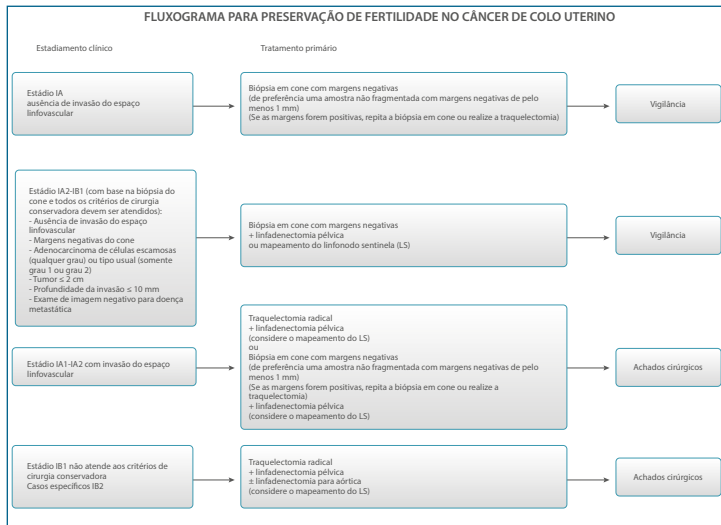 FLUXOGRAMA PARA PRESERVAÇÃO DE FERTILIDADE NO CÂNCER DE COLO UTERINO
Estadiamento clínico
Tratamento primário
Estádio IA
ausência de invasão do espaço
linfovascular
Biópsia em cone com margens negativas
(de preferência uma amostra não fragmentada com margens negativas de pelo
menos 1 mm)
(Se as margens forem positivas, repita a biópsia em cone ou realize a traquelectomia)
Vigilância
Estádio IA2-IB1 (com base na biópsia do
cone e todos os critérios de cirurgia
conservadora devem ser atendidos):
- Ausência de invasão do espaço
linfovascular
- Margens negativas do cone
- Adenocarcinoma de células escamosas
(qualquer grau) ou tipo usual (somente
grau 1 ou grau 2)
- Tumor ≤ 2 cm
- Profundidade da invasão ≤ 10 mm
- Exame de imagem negativo para doença
metastática
Biópsia em cone com margens negativas
+ linfadenectomia pélvica
ou mapeamento do linfonodo sentinela (LS)
Vigilância
Estádio IA1-IA2 com invasão do espaço
linfovascular
Traquelectomia radical
+ linfadenectomia pélvica
(considere o mapeamento do LS)
ou
Biópsia em cone com margens negativas
(de preferência uma amostra não fragmentada com margens negativas de pelo
menos 1 mm)
(Se as margens forem positivas, repita a biópsia em cone ou realize a
traquelectomia)
+ linfadenectomia pélvica
(considere o mapeamento do LS)
Achados cirúrgicos
Estádio IB1 não atende aos critérios de
cirurgia conservadora
Casos específicos IB2
Traquelectomia radical
+ linfadenectomia pélvica
± linfadenectomia para aórtica
(considere o mapeamento do LS)
Achados cirúrgicos